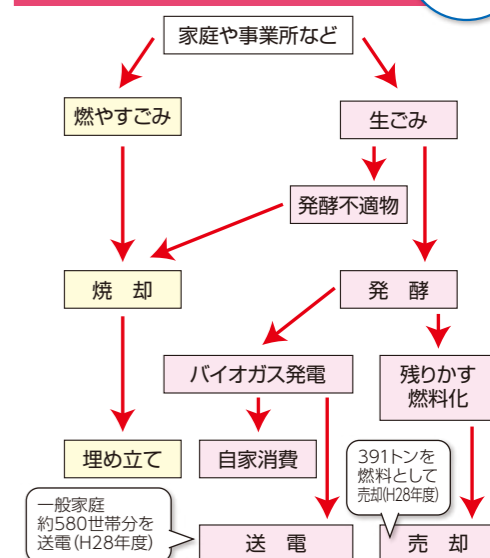 家庭や事業所など
燃やすごみ
生ごみ
発酵不適物
焼 却
発 酵
バイオガス発電
残りかす
燃料化
埋め立て
自家消費
391トンを
燃料として
売却(H28年度)
一般家庭
約580世帯分を
送電(H28年度)
送 電
売 却